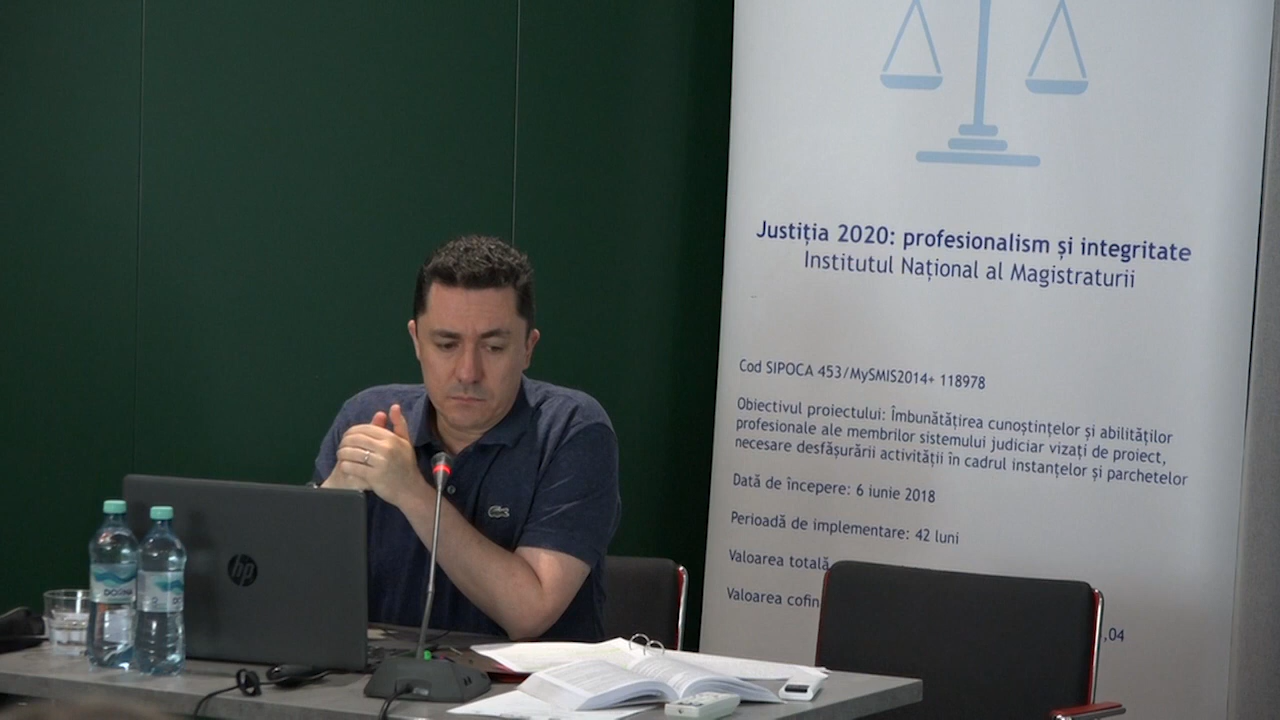 Justiția 2020: profesionalism și integritate
Institutul Național al Magistraturii
Cod SIPOCA 453/MySMIS2014+ 118978
Obiectivul proiectului: Îmbunătățirea cunoștințelor și abilităților
profesionale ale membrilor sistemului judiciar vizați de proiect,
necesare desfășurării activității în cadrul instanțelor și parchetelor
Dată de începere: 6 iunie 2018
Perioadă de implementare: 42 luni
Valoarea totală
Valoarea
,04
hp
DORNA
DORNA